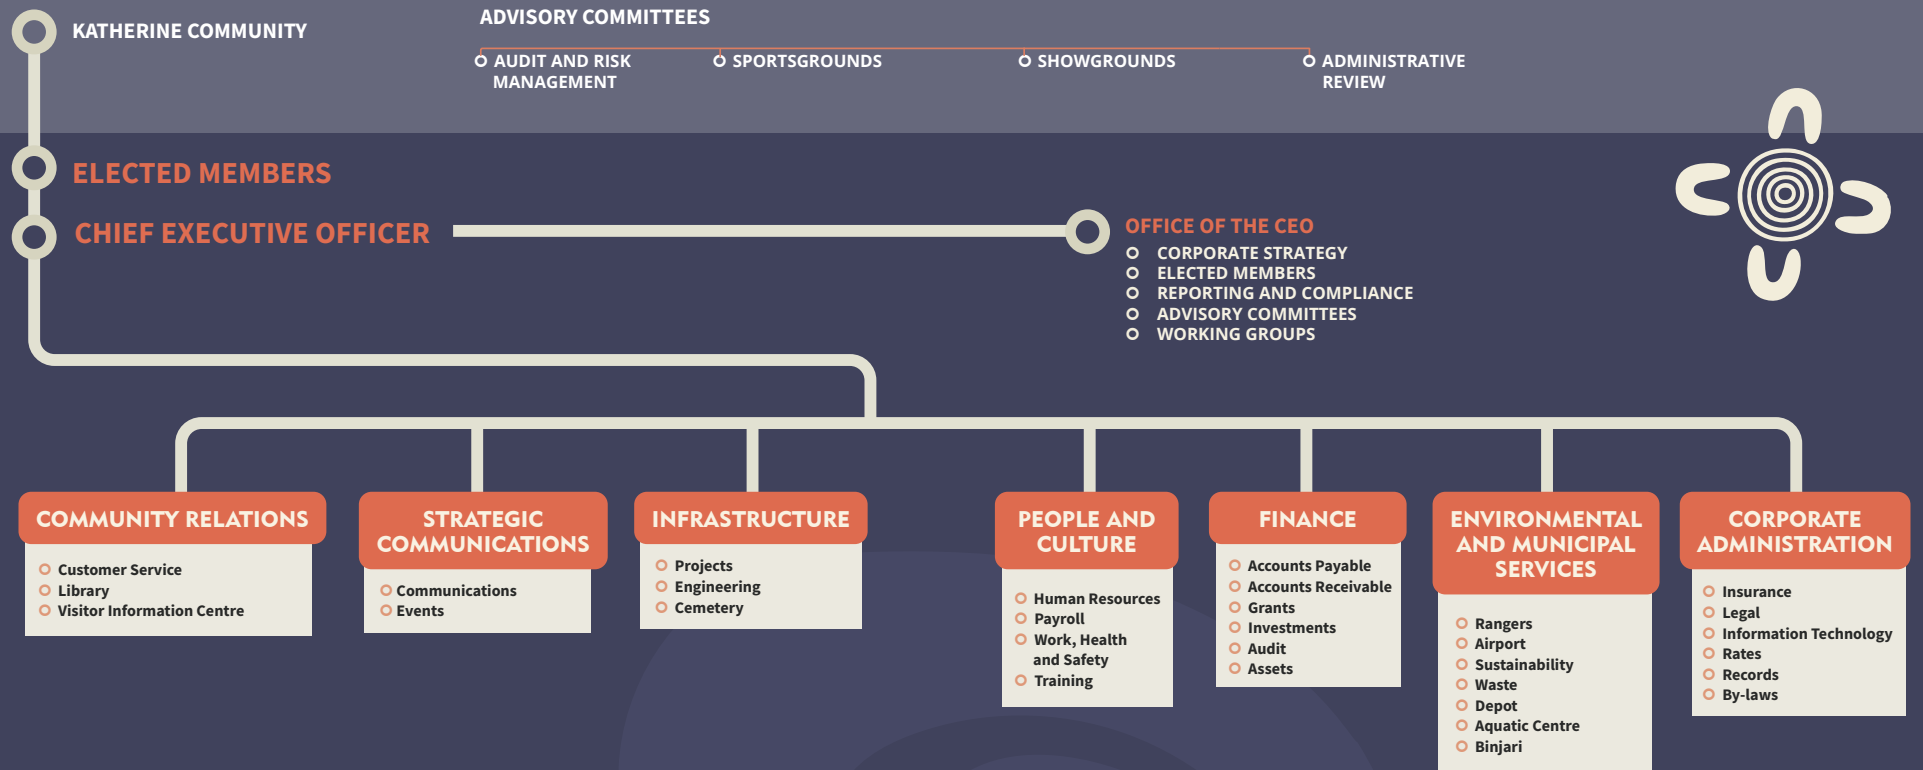 KATHERINE COMMUNITY
ADVISORY COMMITTEES
AUDIT AND RISK
MANAGEMENT
SPORTSGROUNDS
SHOWGROUNDS
ADMINISTRATIVE
REVIEW
ELECTED MEMBERS
CHIEF EXECUTIVE OFFICER
OFFICE OF THE CEO
CORPORATE STRATEGY
ELECTED MEMBERS
REPORTING AND COMPLIANCE
ADVISORY COMMITTEES
WORKING GROUPS
COMMUNITY RELATIONS
Customer Service
Library
Visitor Information Centre
STRATEGIC
COMMUNICATIONS
Communications
Events
INFRASTRUCTURE
Projects
Engineering
Cemetery
PEOPLE AND
CULTURE
Human Resources
Payroll
Work, Health
and Safety
Training
FINANCE
Accounts Payable
Accounts Receivable
Grants
Investments
Audit
Assets
ENVIRONMENTAL
AND MUNICIPAL
SERVICES
Rangers
Airport
Sustainability
Waste
Depot
Aquatic Centre
Binjari
CORPORATE
ADMINISTRATION
Insurance
Legal
Information Technology
Rates
Records
By-laws